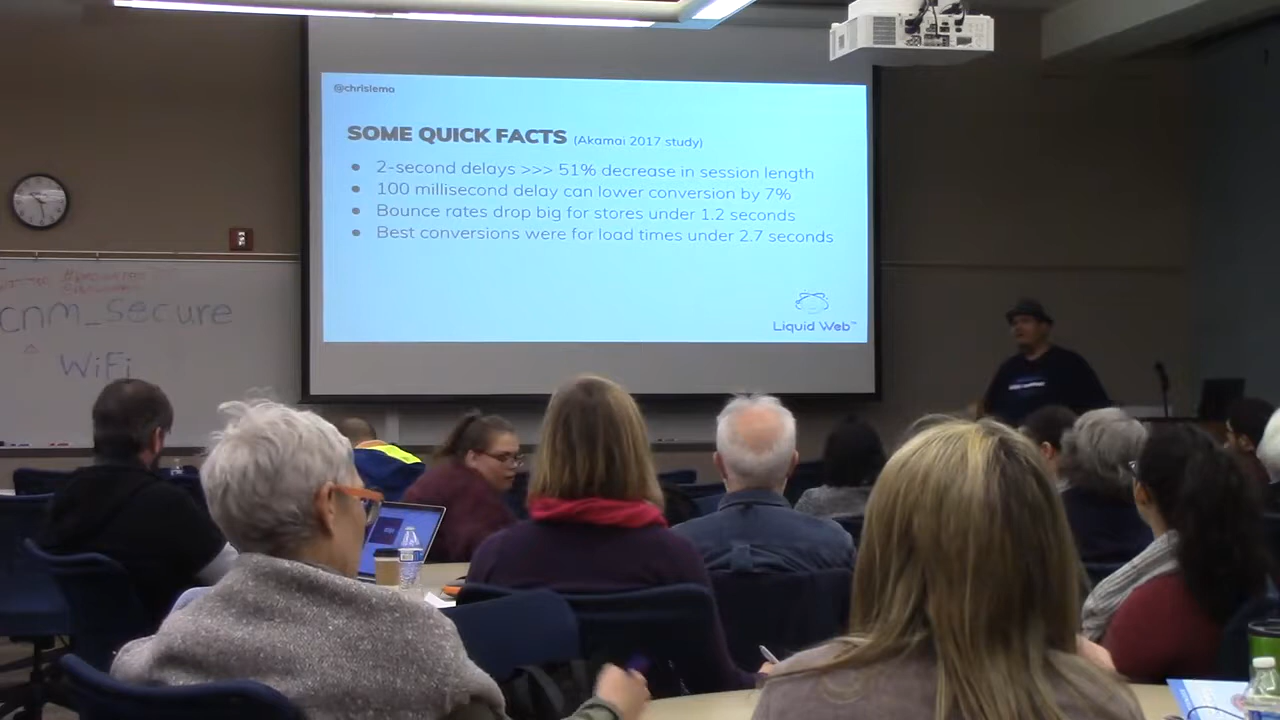 @chrislema
SOME QUICK FACTS (Akamai 2017 study)
• 2-second delays >>> 51% decrease in session length
• 100 millisecond delay can lower conversion by 7%
• Bounce rates drop big for stores under 1.2 seconds
• Best conversions were for load times under 2.7 seconds
Liquid Web™
cnm_secure
WiFi